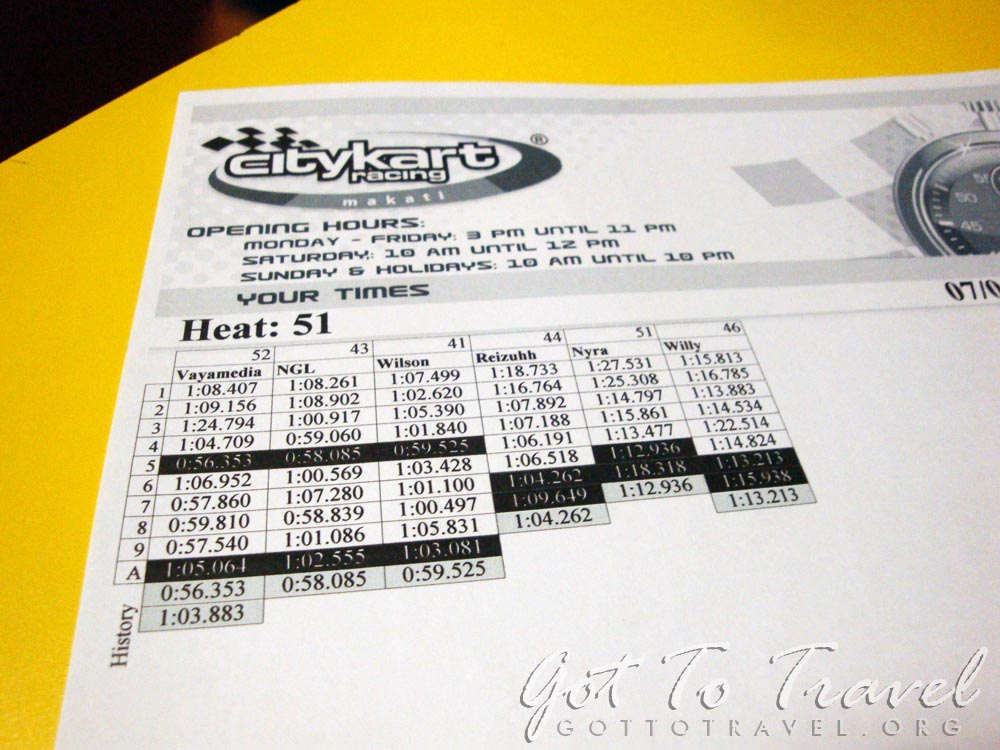 citykart
racing
makati
®
OPENING HOURS:
MONDAY - FRIDAY: 3 PM UNTIL 11 PM
SATURDAY: 10 AM UNTIL 12 PM
SUNDAY & HOLIDAYS: 10 AM UNTIL 10 PM
55
50
45
YOUR TIMES
07/0
Heat: 51
52 43 41 44 51 46
Vayamedia NGL Wilson Reizuhh Nyra Willy
1 1:08.407 1:08.261 1:07.499 1:18.733 1:27.531 1:15.813
2 1:09.156 1:08.902 1:02.620 1:16.764 1:25.308 1:16.785
3 1:24.794 1:00.917 1:05.390 1:07.892 1:14.797 1:13.883
4 1:04.709 0:59.060 1:01.840 1:07.188 1:15.861 1:14.534
5 0:56.353 0:58.085 0:59.525 1:06.191 1:13.477 1:22.514
6 1:06.952 1:00.569 1:03.428 1:06.518 1:12.936 1:14.824
7 0:57.860 1:07.280 1:01.100 1:04.262 1:18.318 1:13.213
8 0:59.810 0:58.839 1:00.497 1:09.649 1:12.936 1:15.938
9 0:57.540 1:01.086 1:05.831 1:04.262 1:13.213
A 1:05.064 1:02.555 1:03.081
0:56.353 0:58.085 0:59.525
History 1:03.883
Got To Travel
GOTTOTRAVEL.ORG